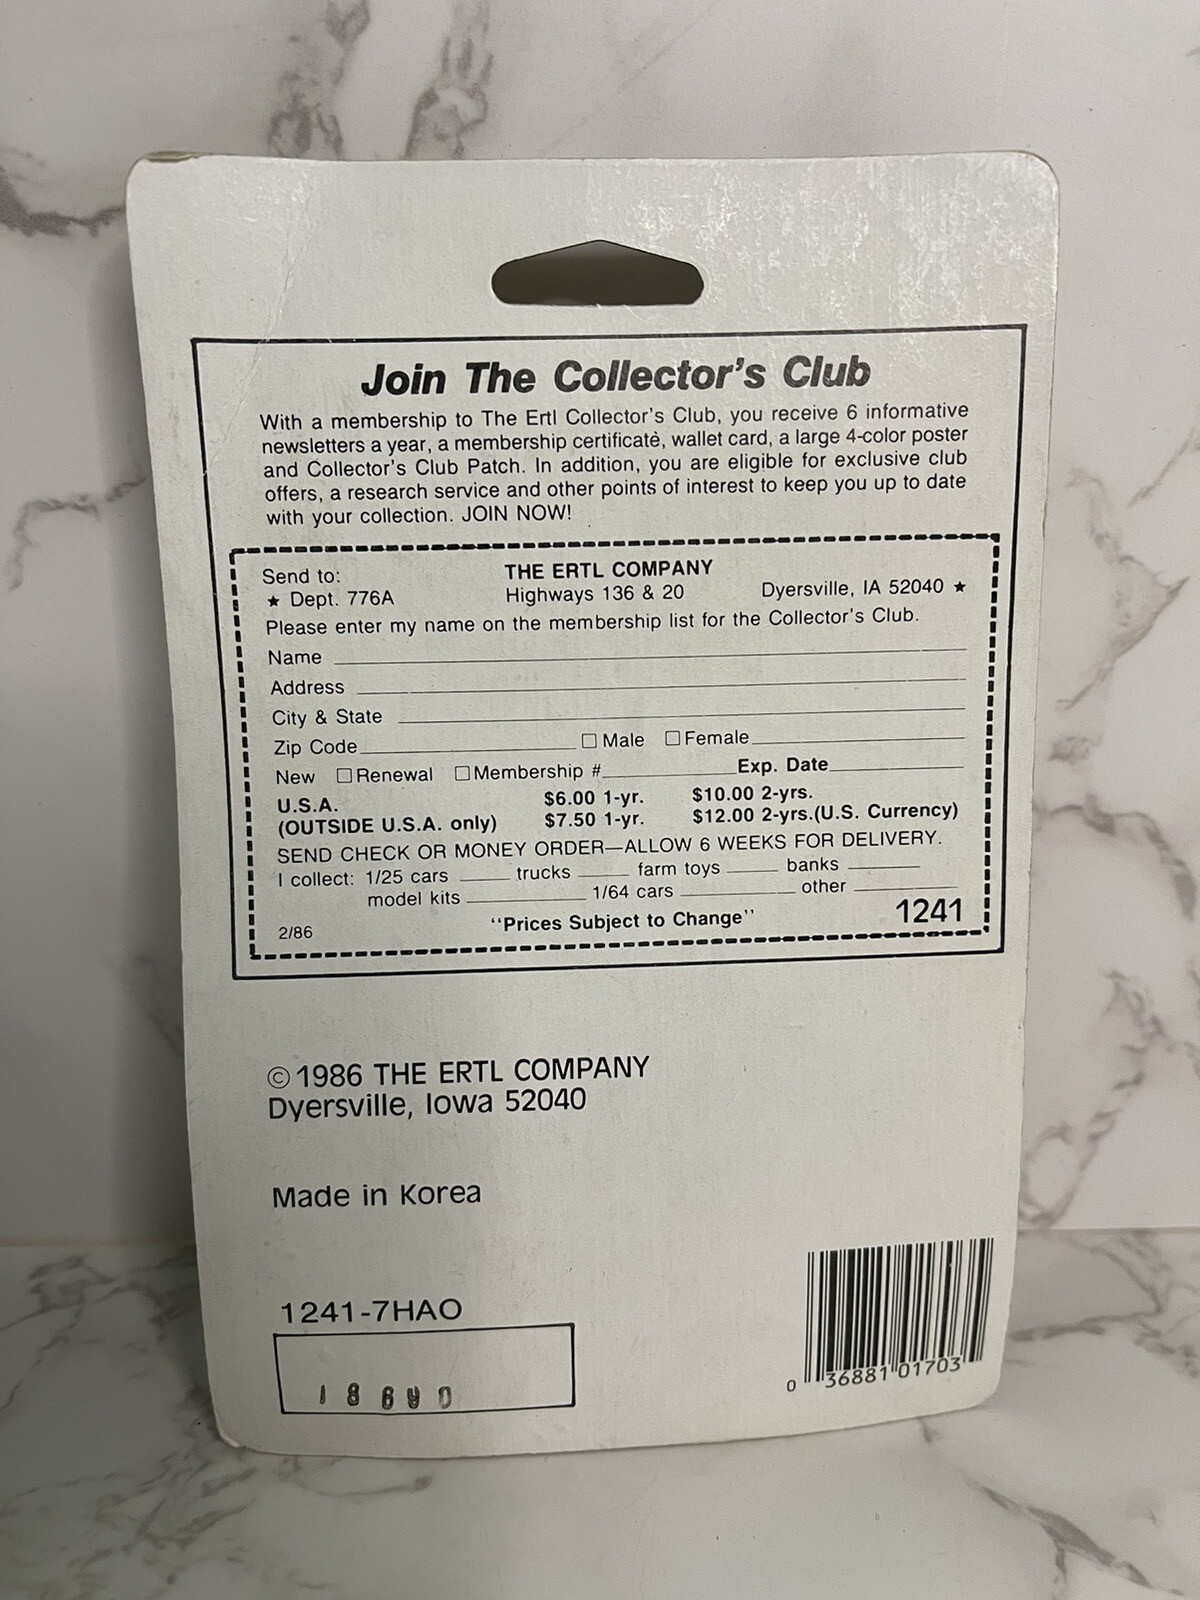 Join The Collector's Club
With a membership to The Ertl Collector's Club, you receive 6 informative
newsletters a year, a membership certificate, wallet card, a large 4-color poster
and Collector's Club Patch. In addition, you are eligible for exclusive club
offers, a research service and other points of interest to keep you up to date
with your collection. JOIN NOW!
Send to: THE ERTL COMPANY
★ Dept. 776A Highways 136 & 20 Dyersville, IA 52040 ★
Please enter my name on the membership list for the Collector's Club.
Name
Address
City & State
Zip Code ☐ Male ☐ Female
New ☐ Renewal ☐ Membership # Exp. Date
U.S.A. $6.00 1-yr. $10.00 2-yrs.
(OUTSIDE U.S.A. only) $7.50 1-yr. $12.00 2-yrs.(U.S. Currency)
SEND CHECK OR MONEY ORDER—ALLOW 6 WEEKS FOR DELIVERY.
I collect: 1/25 cars trucks farm toys banks
model kits 1/64 cars other
2/86 "Prices Subject to Change" 1241
© 1986 THE ERTL COMPANY
Dyersville, Iowa 52040
Made in Korea
1241-7HAO
0 36881 01703